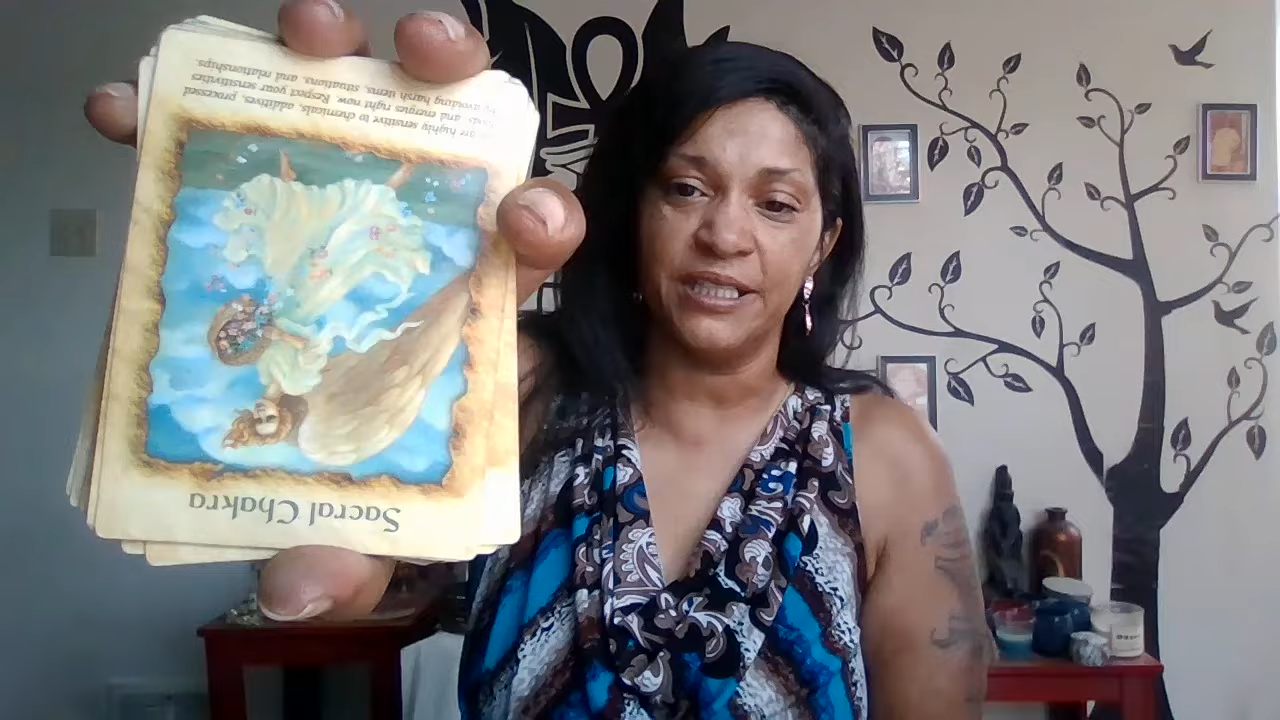 Sacral Chakra
are highly sensitive to chemicals, additives, processed
and energies right now. Respect your sensitivities
by avoiding harsh items, situations, and relationships.